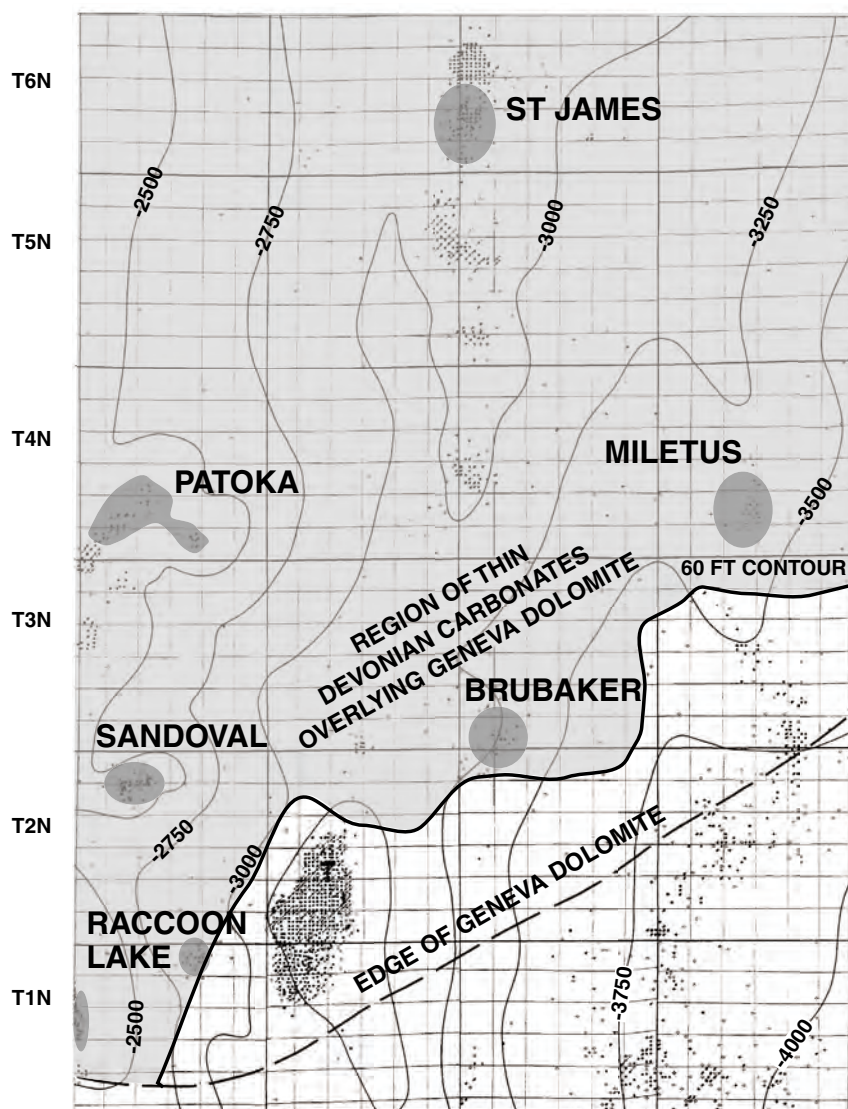 T6N
ST JAMES
-2500
-2750
-3000
-3250
T5N
T4N
MILETUS
PATOKA
-3500
60 FT CONTOUR
REGION OF THIN
DEVONIAN CARBONATES
OVERLYING GENEVA DOLOMITE
T3N
BRUBAKER
SANDOVAL
T2N
-2750
-3000
EDGE OF GENEVA DOLOMITE
RACCOON
LAKE
T1N
-2500
-3750
-4000